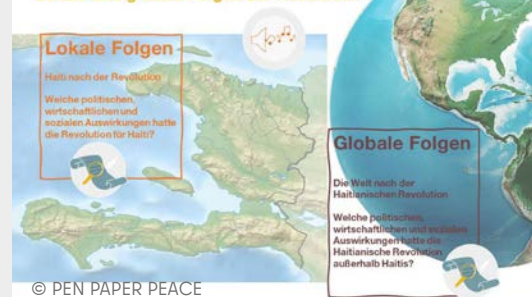 Lokale Folgen
Haiti nach der Revolution
Welche politischen,
wirtschaftlichen und
sozialen Auswirkungen hatte
die Revolution für Haiti?
Globale Folgen
Die Welt nach der
Haitianischen Revolution
Welche politischen,
wirtschaftlichen und sozialen
Auswirkungen hatte die
Haitianische Revolution
außerhalb Haitis?
© PEN PAPER PEACE